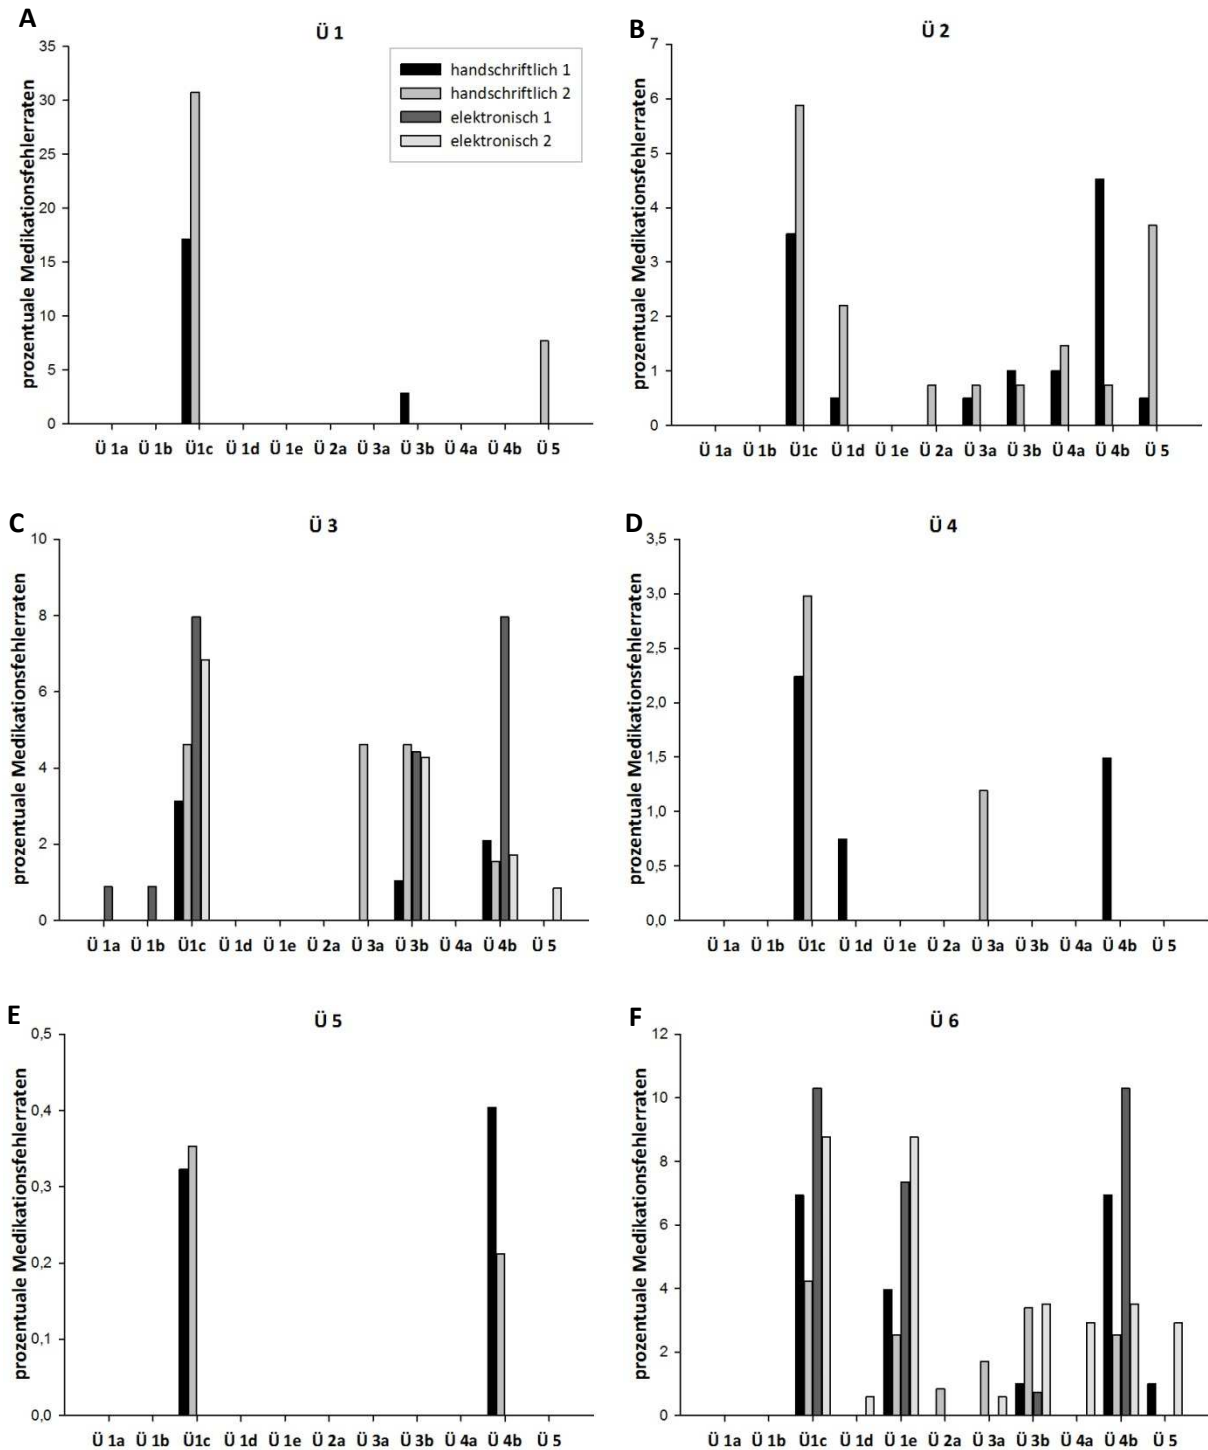 A
Ü 1
prozentuale Medikationsfehlerraten
35
30
25
20
15
10
5
0
handschriftlich 1
handschriftlich 2
elektronisch 1
elektronisch 2
Ü 1a Ü 1b Ü1c Ü 1d Ü 1e Ü 2a Ü 3a Ü 3b Ü 4a Ü 4b Ü 5
B
Ü 2
prozentuale Medikationsfehlerraten
7
6
5
4
3
2
1
0
Ü 1a Ü 1b Ü1c Ü 1d Ü 1e Ü 2a Ü 3a Ü 3b Ü 4a Ü 4b Ü 5
C
Ü 3
prozentuale Medikationsfehlerraten
10
8
6
4
2
0
Ü 1a Ü 1b Ü1c Ü 1d Ü 1e Ü 2a Ü 3a Ü 3b Ü 4a Ü 4b Ü 5
D
Ü 4
prozentuale Medikationsfehlerraten
3,5
3,0
2,5
2,0
1,5
1,0
0,5
0,0
Ü 1a Ü 1b Ü1c Ü 1d Ü 1e Ü 2a Ü 3a Ü 3b Ü 4a Ü 4b Ü 5
E
Ü 5
prozentuale Medikationsfehlerraten
0,5
0,4
0,3
0,2
0,1
0,0
Ü 1a Ü 1b Ü1c Ü 1d Ü 1e Ü 2a Ü 3a Ü 3b Ü 4a Ü 4b Ü 5
F
Ü 6
prozentuale Medikationsfehlerraten
12
10
8
6
4
2
0
Ü 1a Ü 1b Ü1c Ü 1d Ü 1e Ü 2a Ü 3a Ü 3b Ü 4a Ü 4b Ü 5